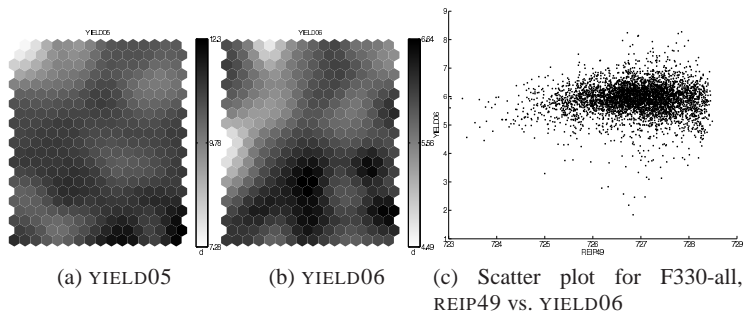 YIELD05
12.3
9.78
7.28
d
YIELD06
6.64
5.56
4.49
d
9
8
7
6
5
4
3
2
1
YIELD06
723
724
725
726
727
728
729
REIP49
(a) YIELD05
(b) YIELD06
(c) Scatter plot for F330-all,
REIP49 vs. YIELD06